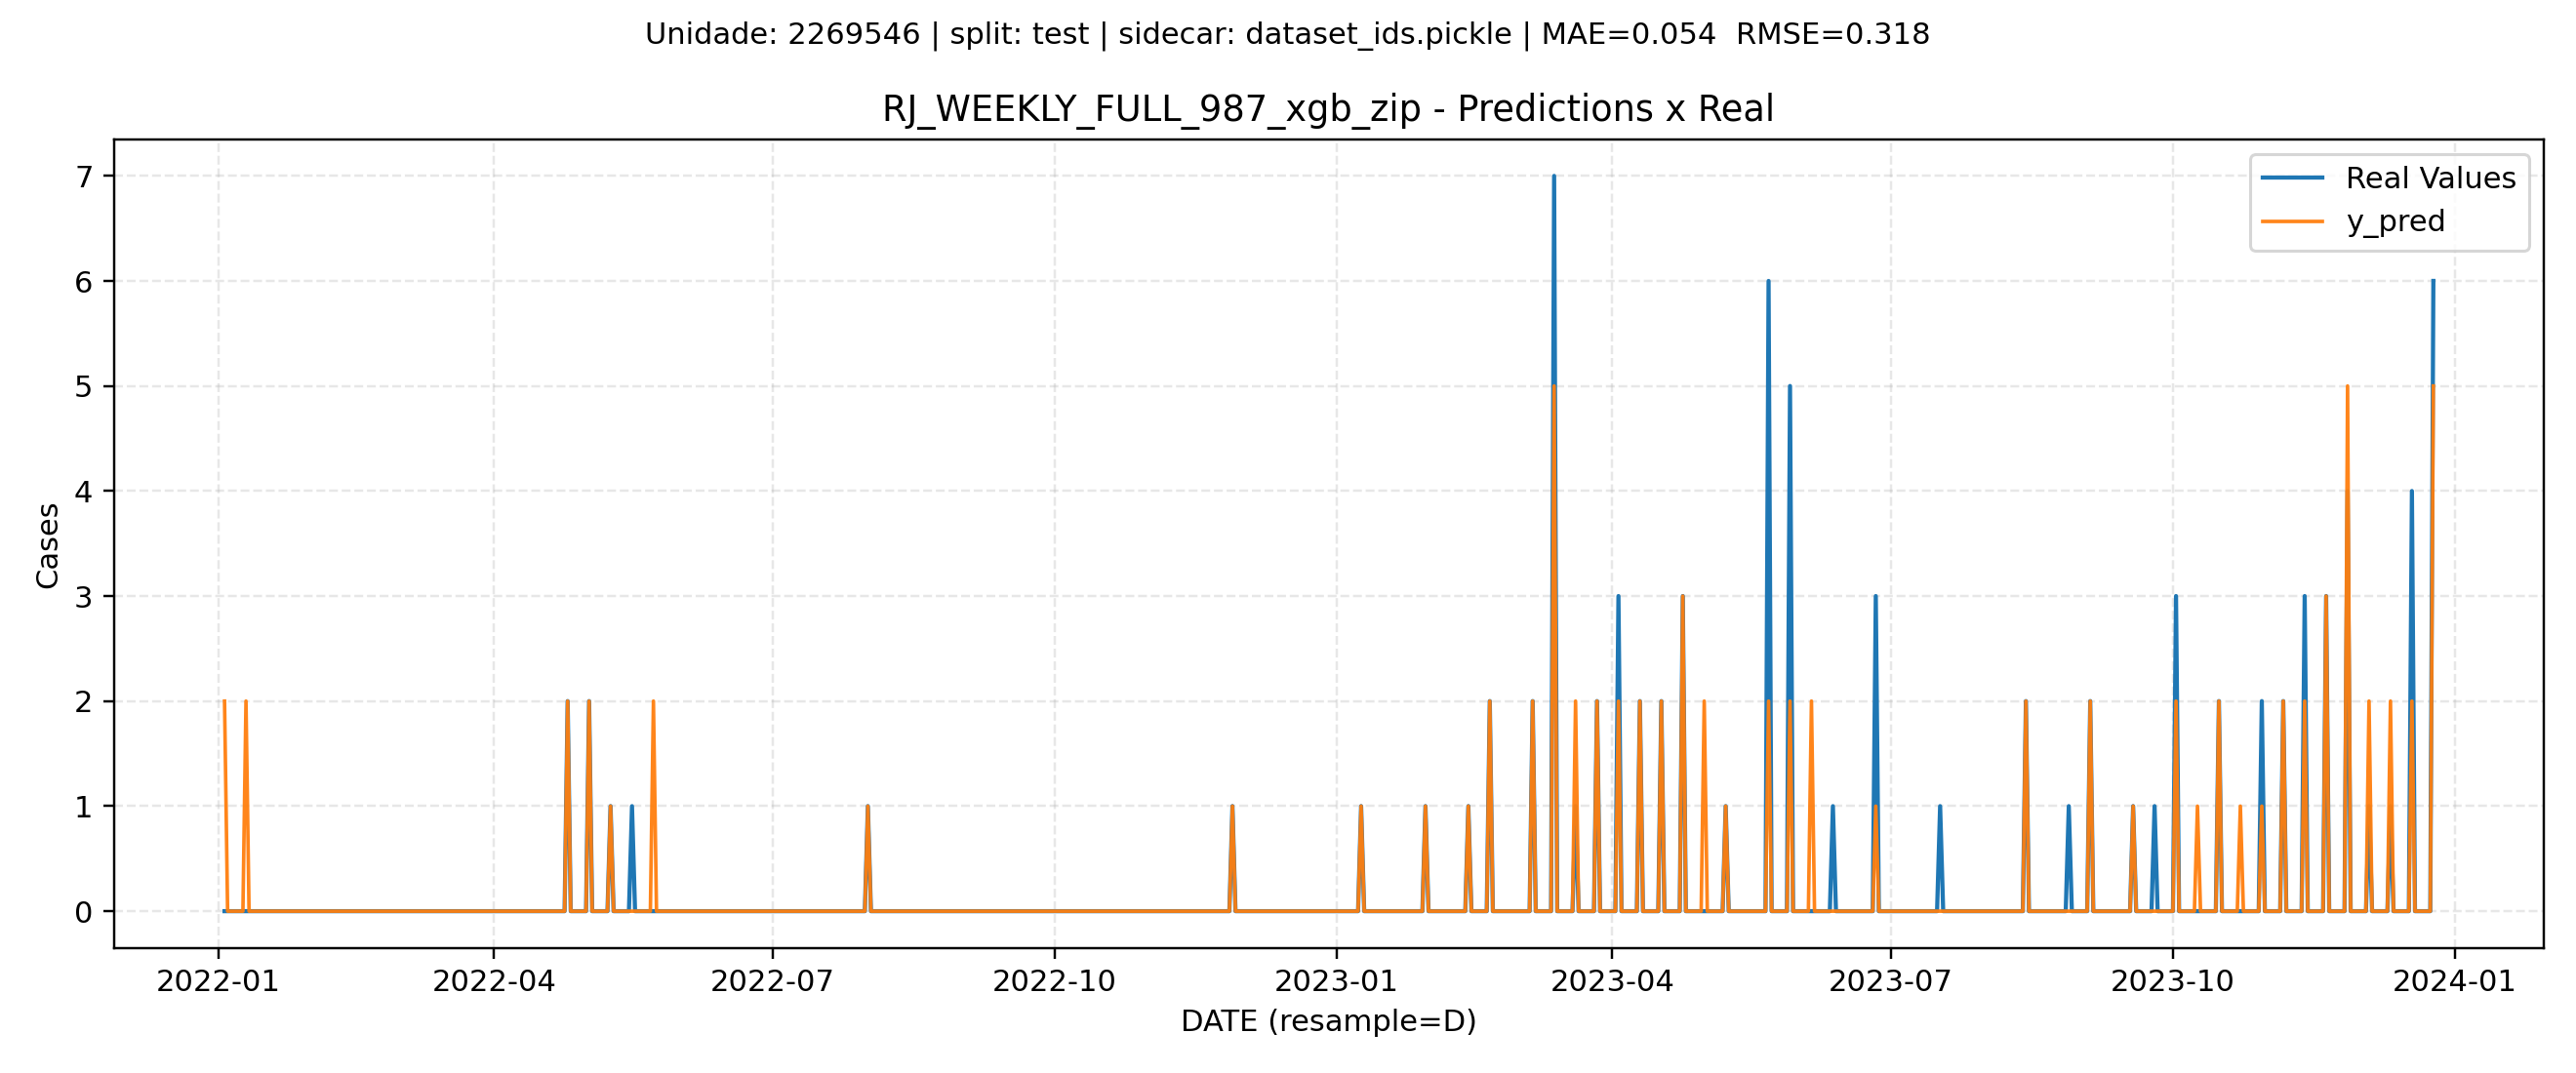 Unidade: 2269546 | split: test | sidecar: dataset_ids.pickle | MAE=0.054  RMSE=0.318
RJ_WEEKLY_FULL_987_xgb_zip - Predictions x Real
Real Values
y_pred
7
6
5
4
3
2
1
0
Cases
2022-01
2022-04
2022-07
2022-10
2023-01
2023-04
2023-07
2023-10
2024-01
DATE (resample=D)